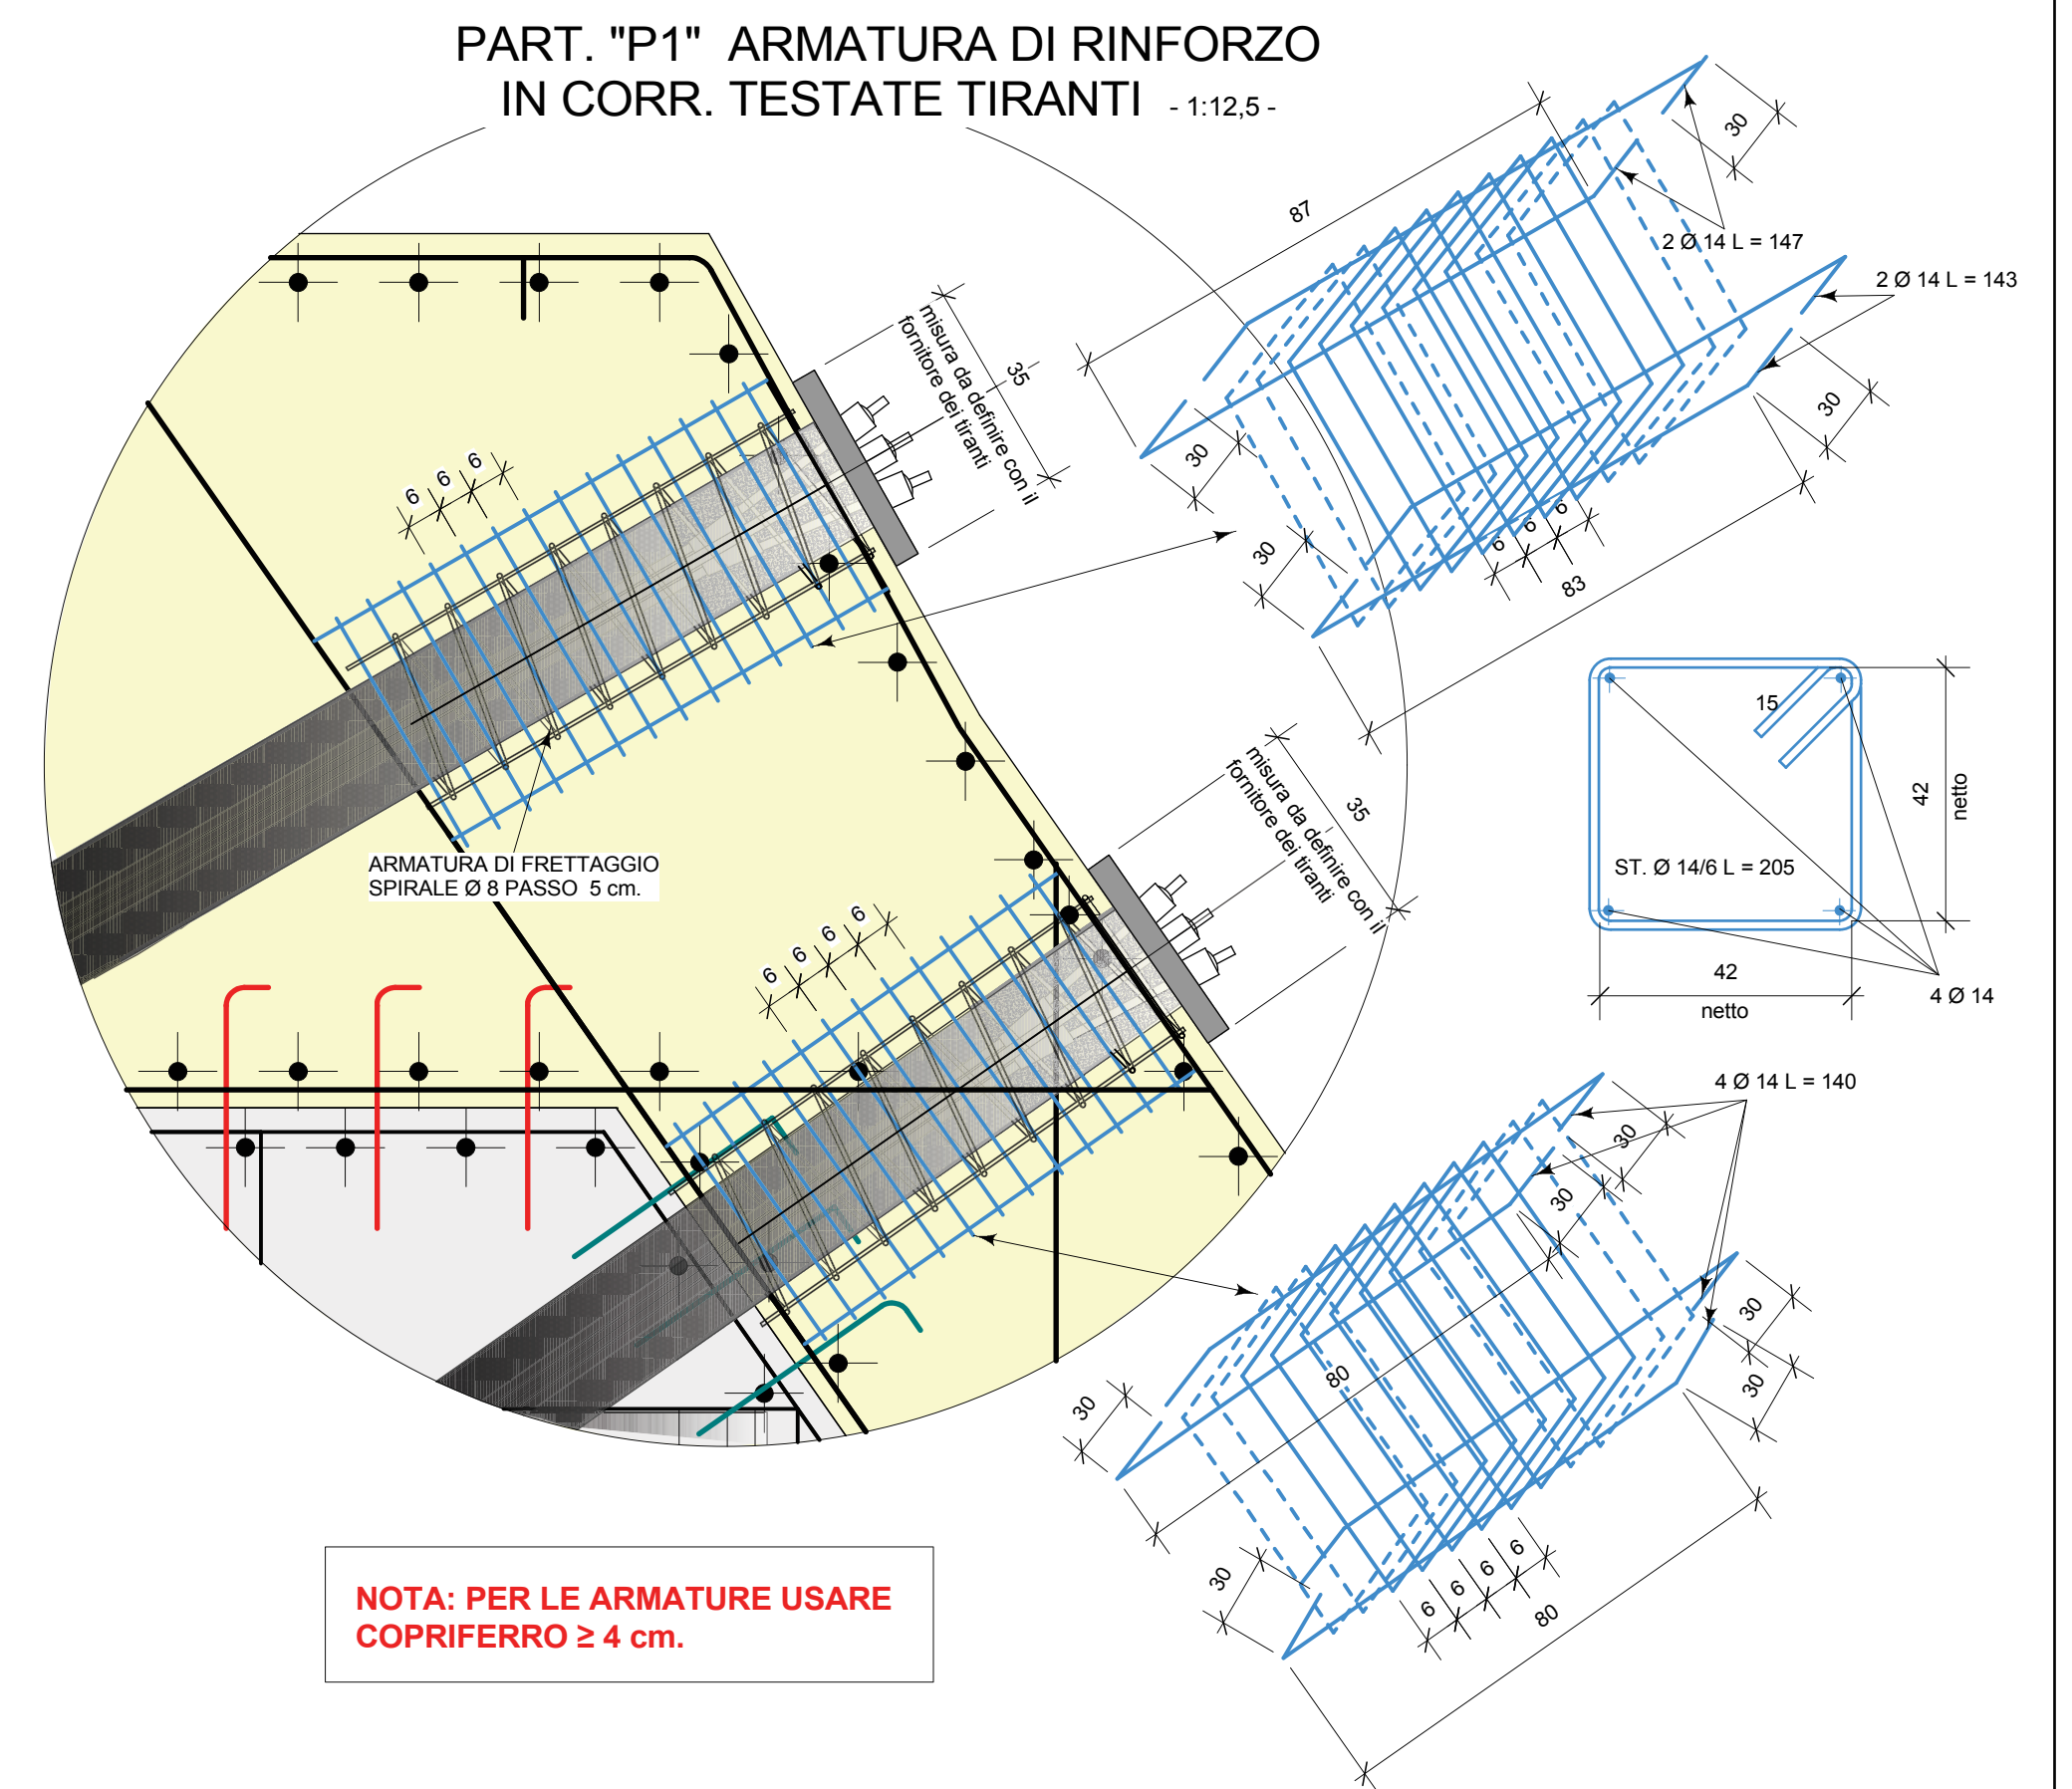 PART. "P1" ARMATURA DI RINFORZO
IN CORR. TESTATE TIRANTI - 1:12,5 -
30
87
2 Ø 14 L = 147
2 Ø 14 L = 143
misura da definire con il
fornitore dei tiranti
35
6
6
6
30
30
30
6
6
6
83
ARMATURA DI FRETTAGGIO
SPIRALE Ø 8 PASSO 5 cm.
misura da definire con il
fornitore dei tiranti
35
15
42
netto
ST. Ø 14/6 L = 205
42
netto
4 Ø 14
6
6
6
6
4 Ø 14 L = 140
30
30
30
30
80
30
30
6
6
6
6
80
NOTA: PER LE ARMATURE USARE
COPRIFERRO ≥ 4 cm.